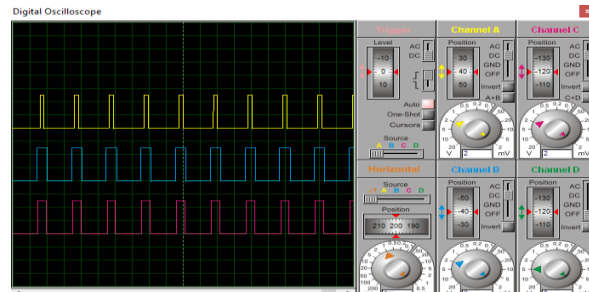 Digital Oscilloscope
Trigger
Level
-10
0
10
AC
DC
Auto
One-Shot
Cursors
Source
A B C D
Channel A
Position
30
40
50
AC
DC
GND
OFF
Invert
A+B
V
2
mV
Channel C
Position
-130
-120
-110
AC
DC
GND
OFF
Invert
C+D
V
2
mV
Horizontal
Source
A B C D
Position
210 200 190
Channel B
Position
-50
-40
-30
AC
DC
GND
OFF
Invert
Channel D
Position
-130
-120
-110
AC
DC
GND
OFF
Invert